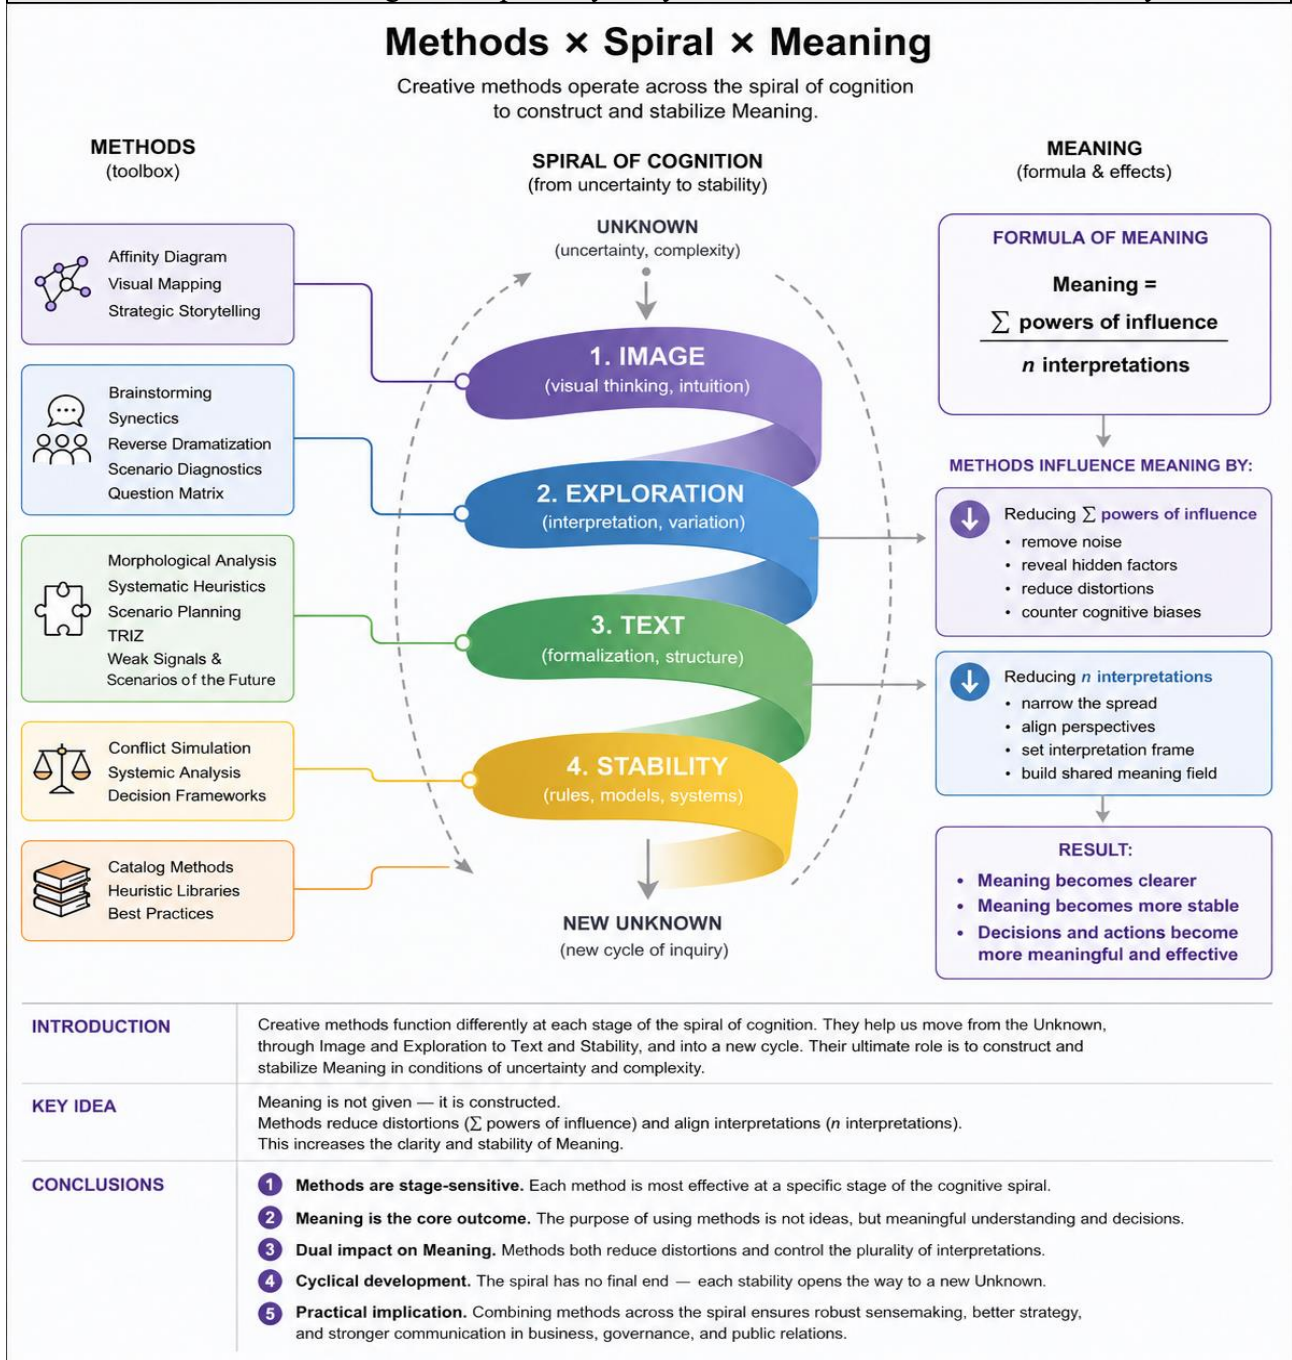 Methods × Spiral × Meaning
Creative methods operate across the spiral of cognition
to construct and stabilize Meaning.
METHODS
(toolbox)
Affinity Diagram
Visual Mapping
Strategic Storytelling
Brainstorming
Synectics
Reverse Dramatization
Scenario Diagnostics
Question Matrix
Morphological Analysis
Systematic Heuristics
Scenario Planning
TRIZ
Weak Signals &
Scenarios of the Future
Conflict Simulation
Systemic Analysis
Decision Frameworks
Catalog Methods
Heuristic Libraries
Best Practices
SPIRAL OF COGNITION
(from uncertainty to stability)
UNKNOWN
(uncertainty, complexity)
1. IMAGE
(visual thinking, intuition)
2. EXPLORATION
(interpretation, variation)
3. TEXT
(formalization, structure)
4. STABILITY
(rules, models, systems)
NEW UNKNOWN
(new cycle of inquiry)
MEANING
(formula & effects)
FORMULA OF MEANING
Meaning =
∑ powers of influence
n interpretations
METHODS INFLUENCE MEANING BY:
Reducing ∑ powers of influence
• remove noise
• reveal hidden factors
• reduce distortions
• counter cognitive biases
Reducing n interpretations
• narrow the spread
• align perspectives
• set interpretation frame
• build shared meaning field
RESULT:
• Meaning becomes clearer
• Meaning becomes more stable
• Decisions and actions become
more meaningful and effective
INTRODUCTION
Creative methods function differently at each stage of the spiral of cognition. They help us move from the Unknown,
through Image and Exploration to Text and Stability, and into a new cycle. Their ultimate role is to construct and
stabilize Meaning in conditions of uncertainty and complexity.
KEY IDEA
Meaning is not given — it is constructed.
Methods reduce distortions (∑ powers of influence) and align interpretations (n interpretations).
This increases the clarity and stability of Meaning.
CONCLUSIONS
1 Methods are stage-sensitive. Each method is most effective at a specific stage of the cognitive spiral.
2 Meaning is the core outcome. The purpose of using methods is not ideas, but meaningful understanding and decisions.
3 Dual impact on Meaning. Methods both reduce distortions and control the plurality of interpretations.
4 Cyclical development. The spiral has no final end — each stability opens the way to a new Unknown.
5 Practical implication. Combining methods across the spiral ensures robust sensemaking, better strategy,
and stronger communication in business, governance, and public relations.